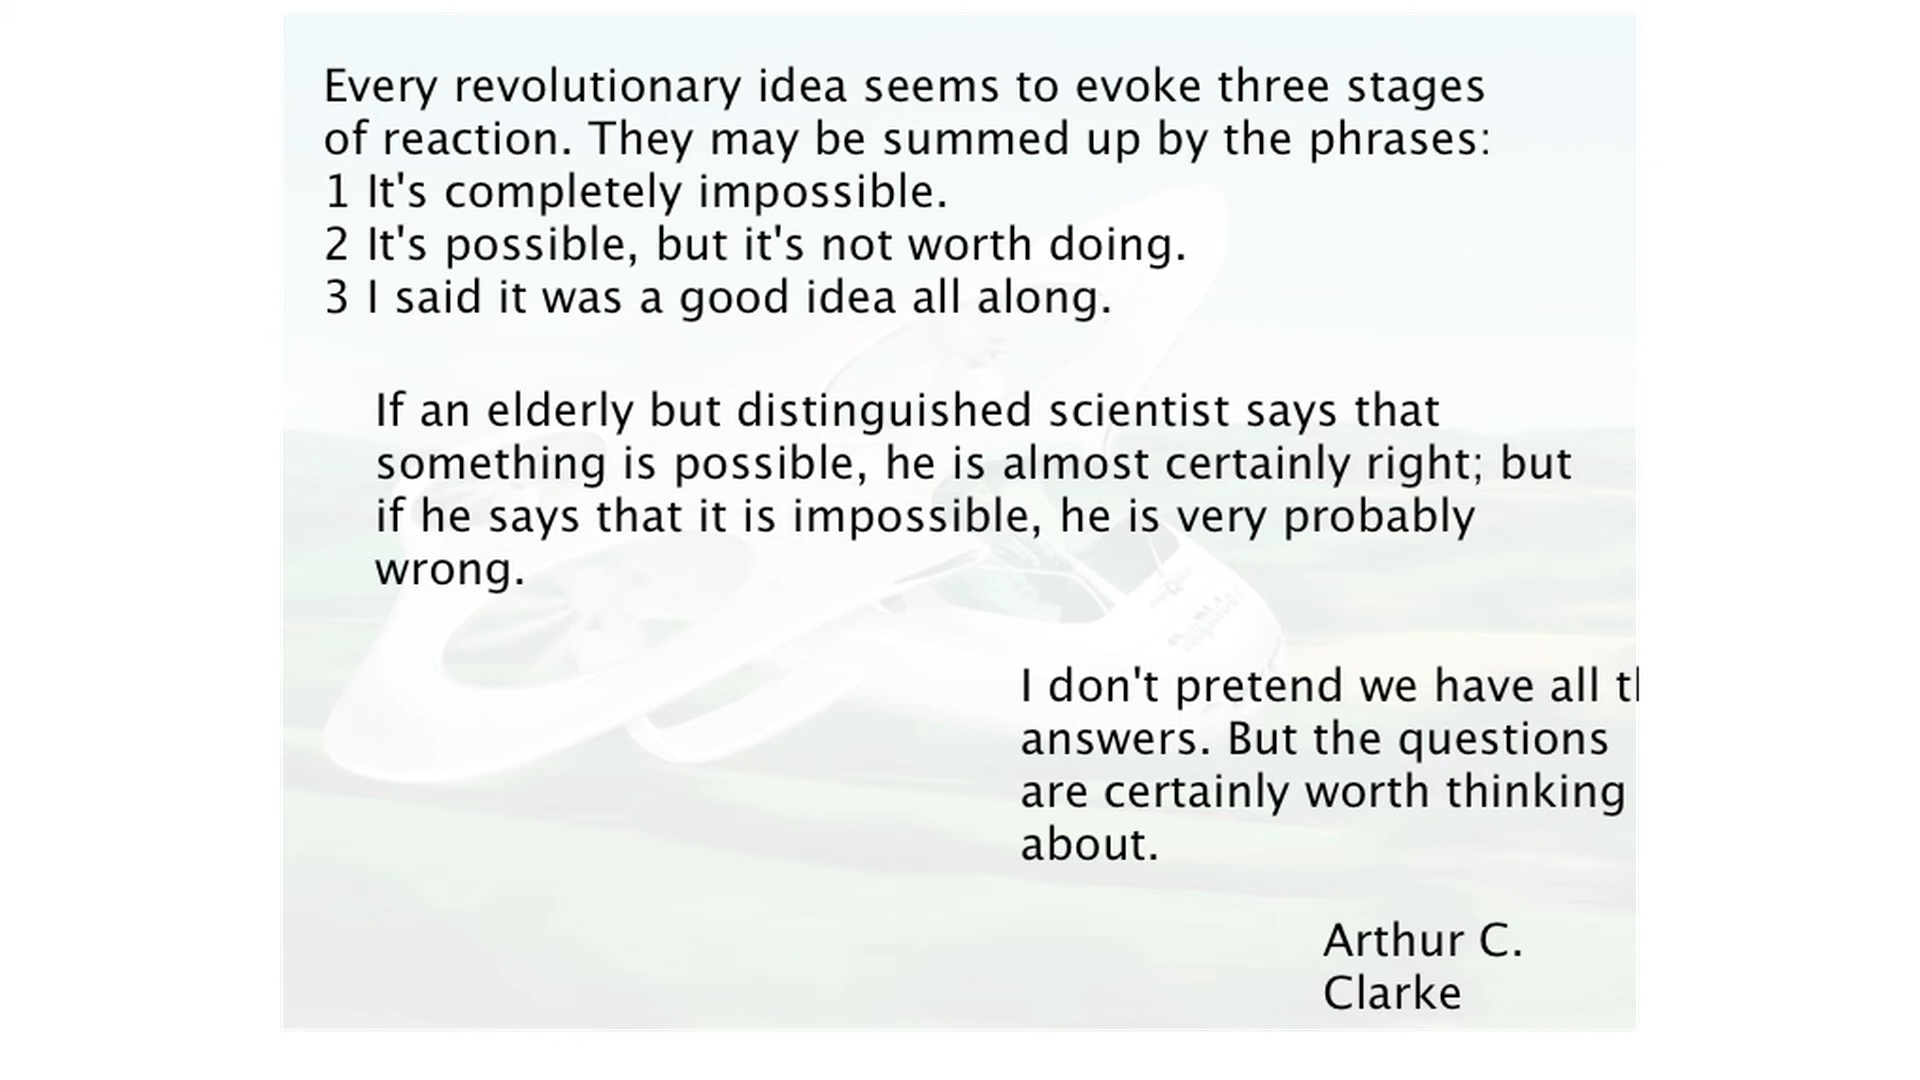 Every revolutionary idea seems to evoke three stages
of reaction. They may be summed up by the phrases:
1 It's completely impossible.
2 It's possible, but it's not worth doing.
3 I said it was a good idea all along.
If an elderly but distinguished scientist says that
something is possible, he is almost certainly right; but
if he says that it is impossible, he is very probably
wrong.
I don't pretend we have all
answers. But the questions
are certainly worth thinking
about.
Arthur C.
Clarke